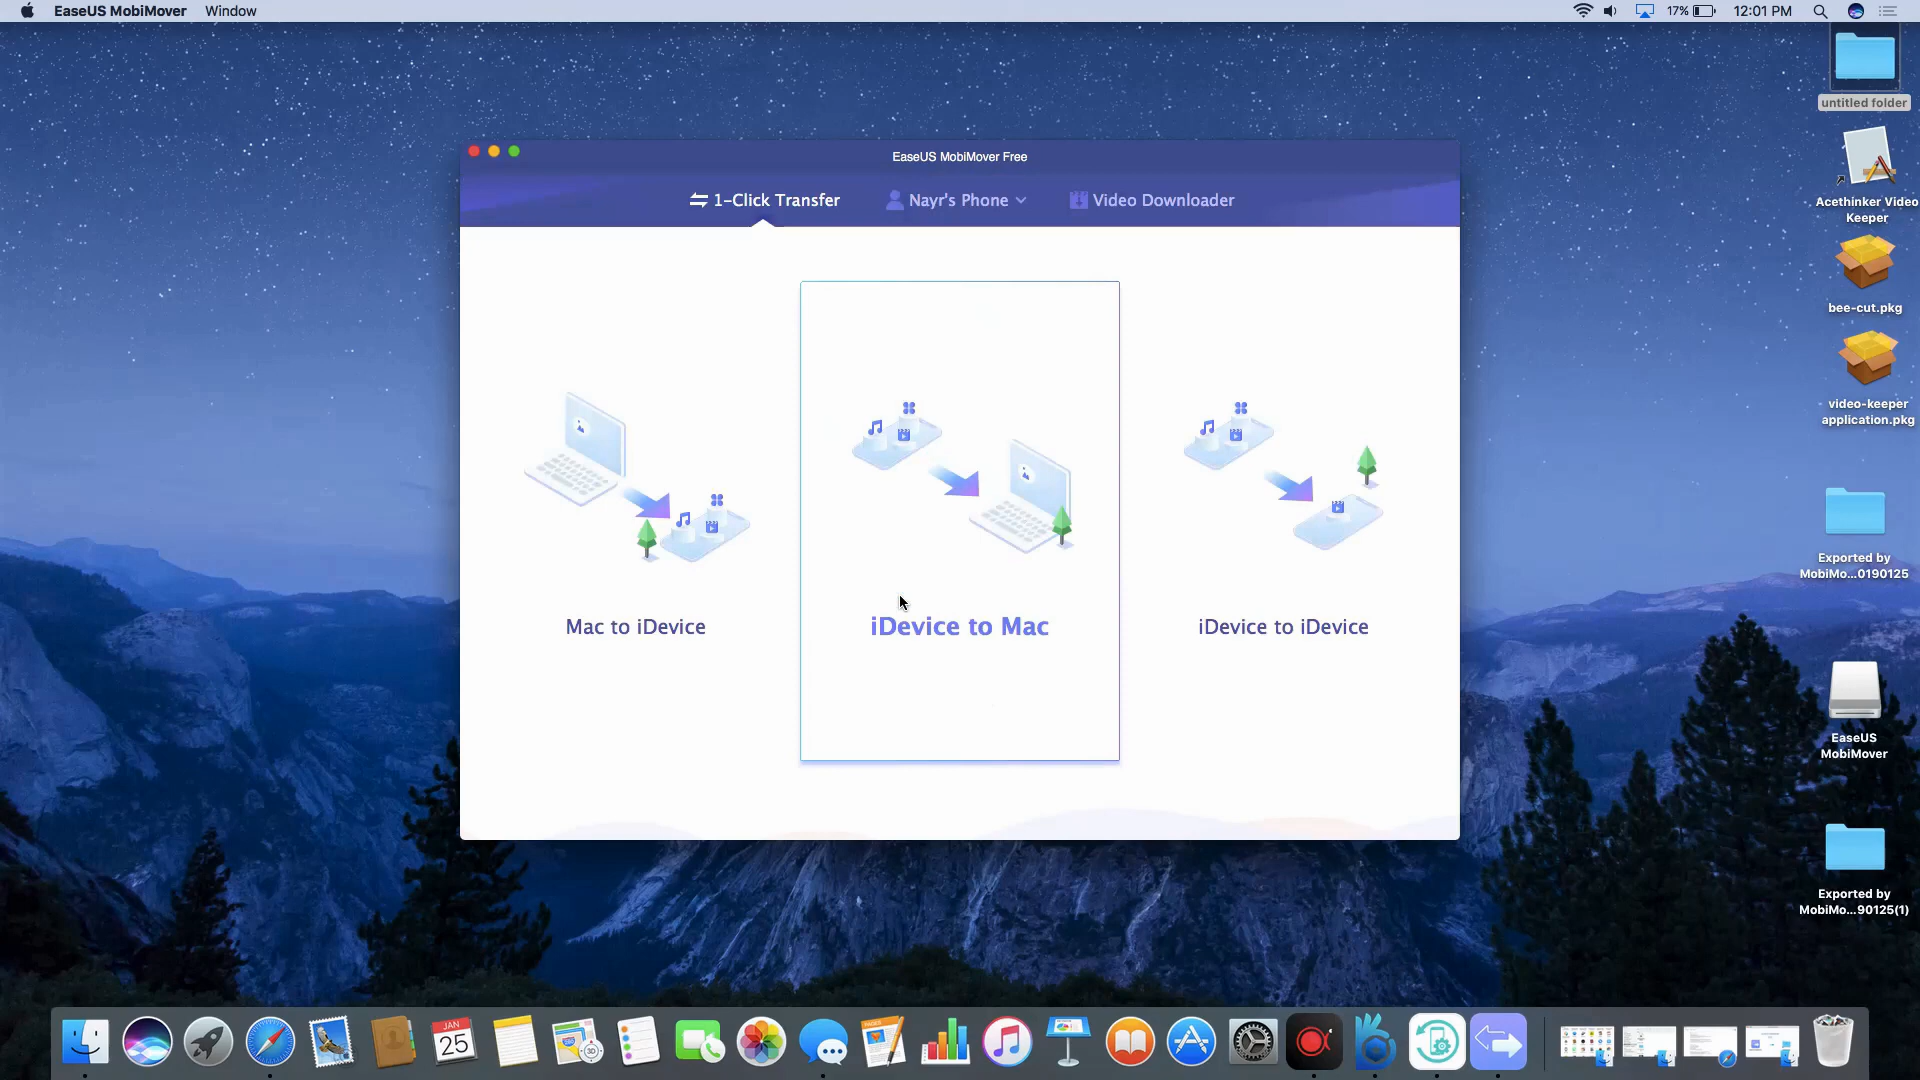 EaseUS MobiMover Window
17% 12:01 PM
untitled folder
EaseUS MobiMover Free
1-Click Transfer
Nayr's Phone
Video Downloader
Acethinker Video
Keeper
bee-cut.pkg
video-keeper
application.pkg
Exported by
MobiMo...0190125
Mac to iDevice
iDevice to Mac
iDevice to iDevice
EaseUS
MobiMover
Exported by
MobiMo...90125(1)
JAN
25
PAGES
3D